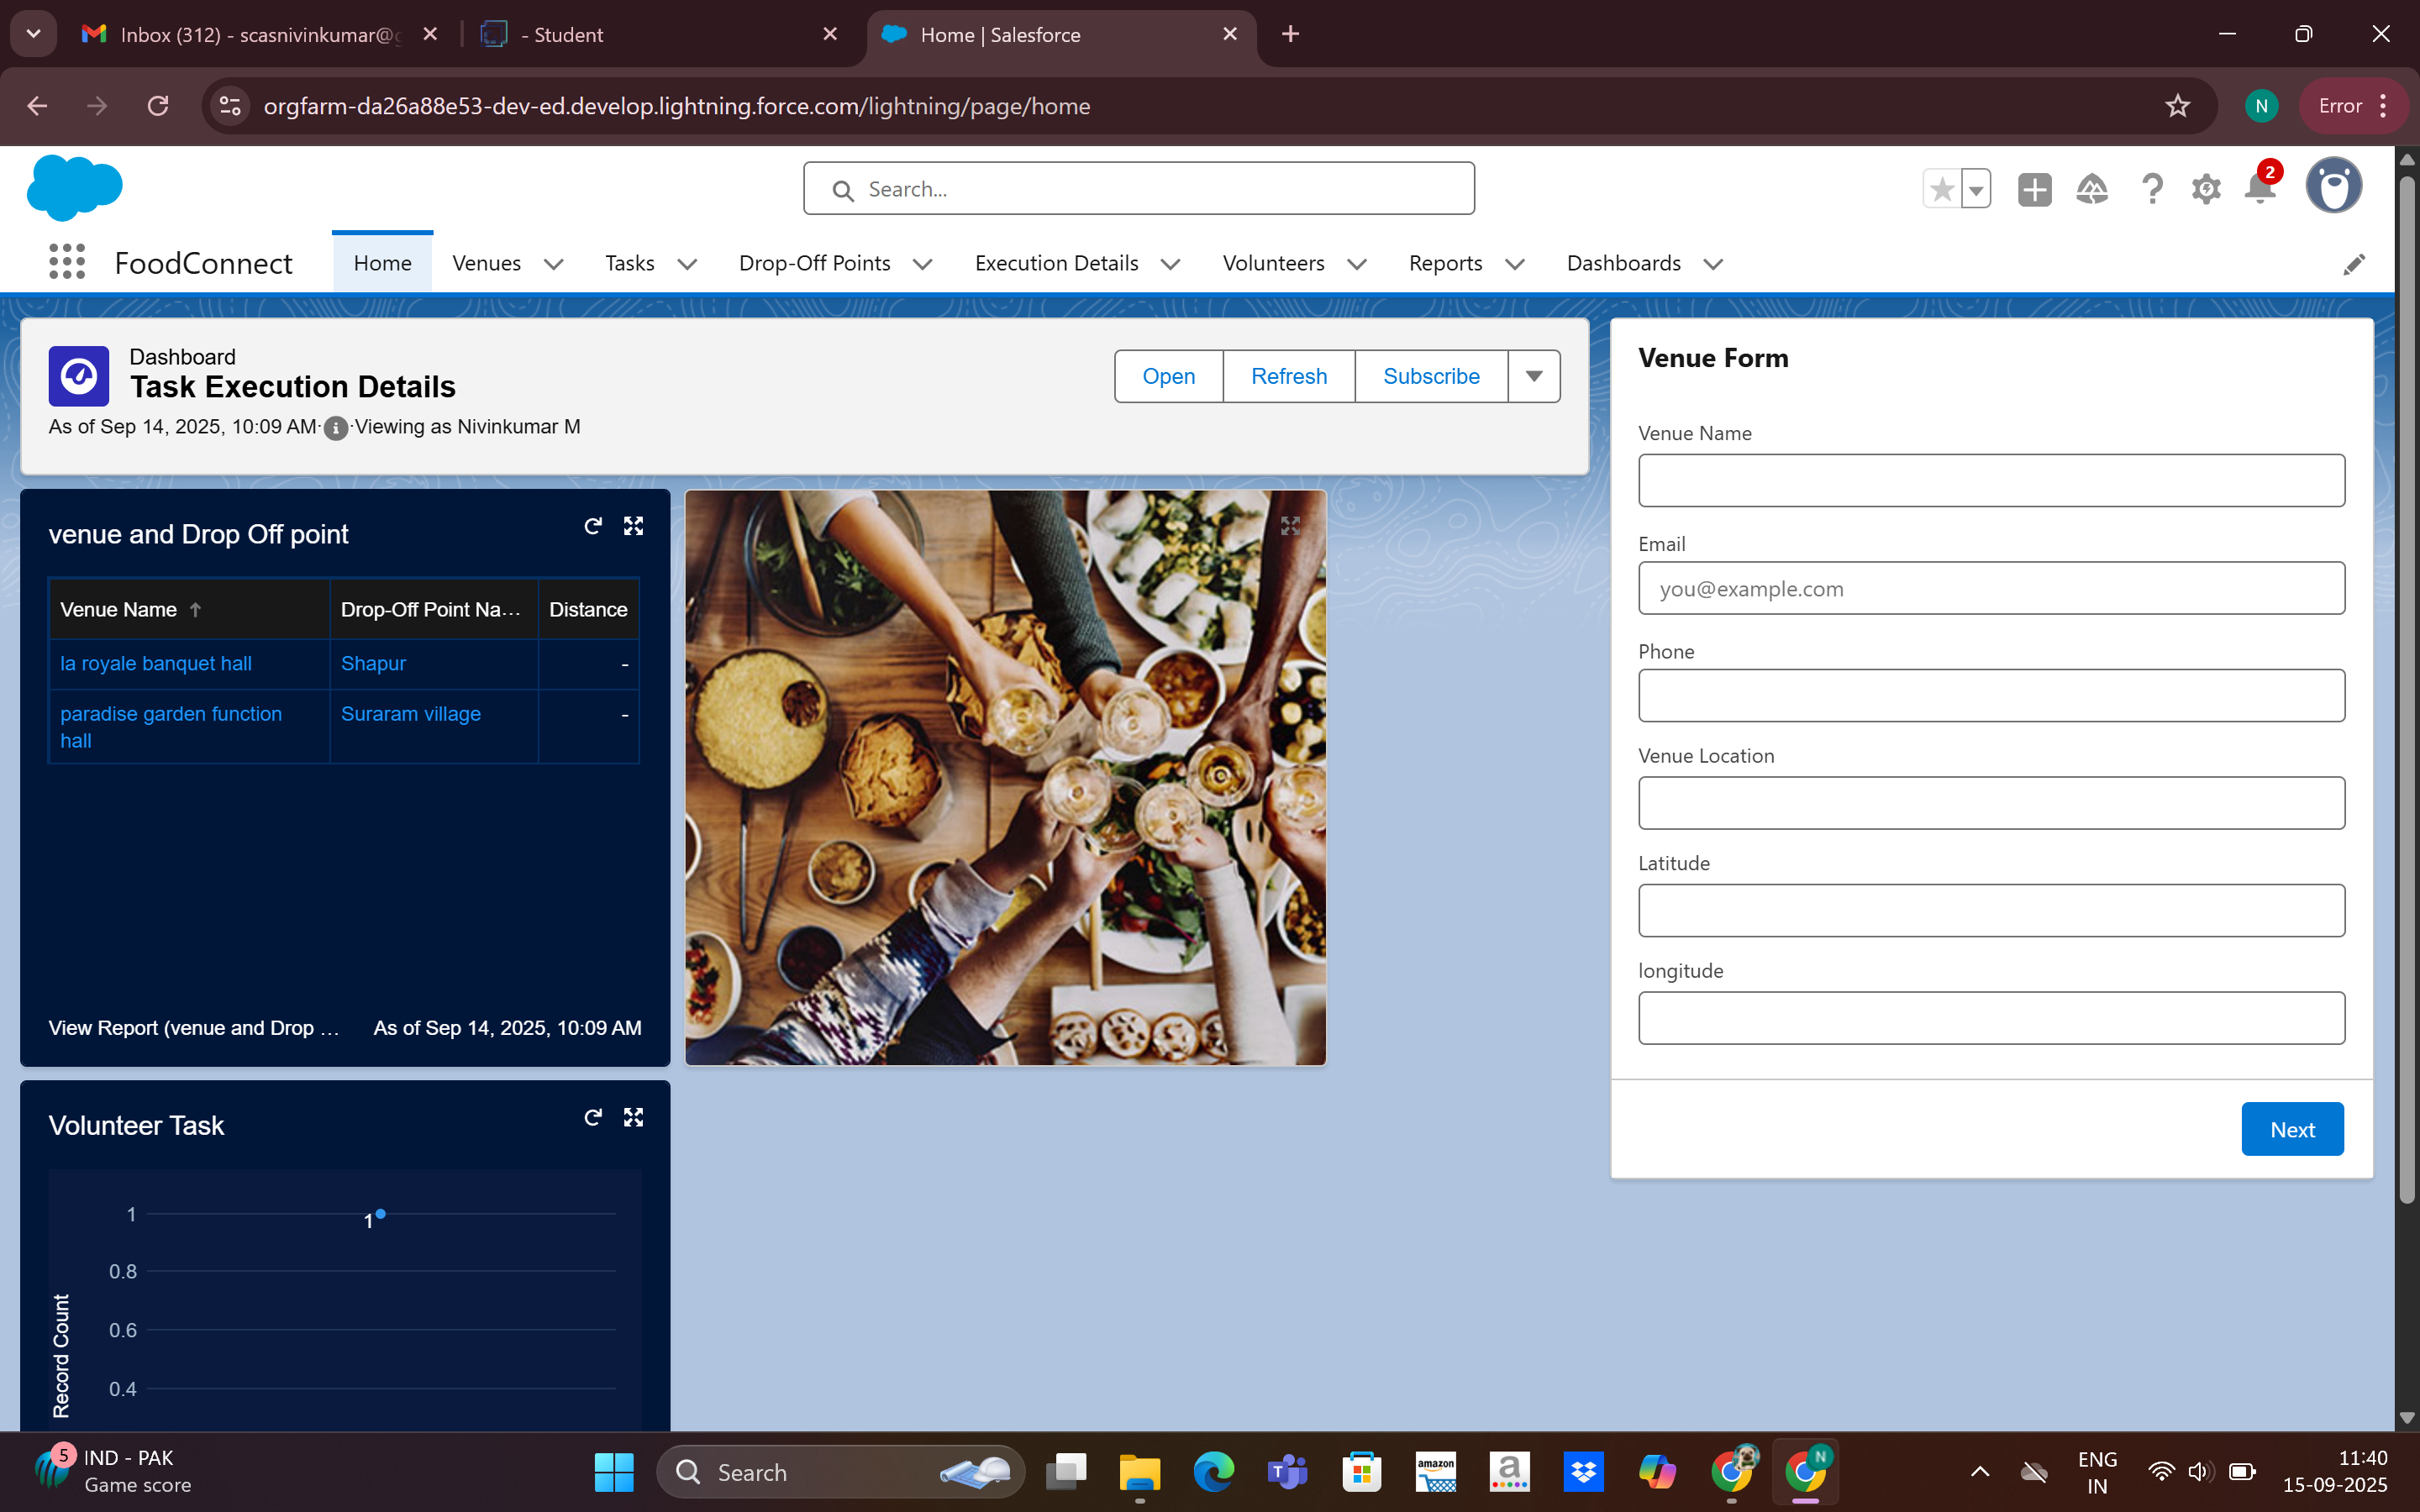 Inbox (312) - scasnivinkumar@g
- Student
Home | Salesforce
orgfarm-da26a88e53-dev-ed.develop.lightning.force.com/lightning/page/home
N
Error
Search...
2
FoodConnect
Home
Venues
Tasks
Drop-Off Points
Execution Details
Volunteers
Reports
Dashboards
Dashboard
Task Execution Details
As of Sep 14, 2025, 10:09 AM·Viewing as Nivinkumar M
Open
Refresh
Subscribe
venue and Drop Off point
Venue Name ↑
Drop-Off Point Na...
Distance
la royale banquet hall
Shapur
-
paradise garden function
hall
Suraram village
-
View Report (venue and Drop ...
As of Sep 14, 2025, 10:09 AM
Volunteer Task
1
1
0.8
0.6
0.4
Record Count
Venue Form
Venue Name
Email
you@example.com
Phone
Venue Location
Latitude
longitude
Next
5
IND - PAK
Game score
Search
T
amazon
a
N
ENG
IN
11:40
15-09-2025